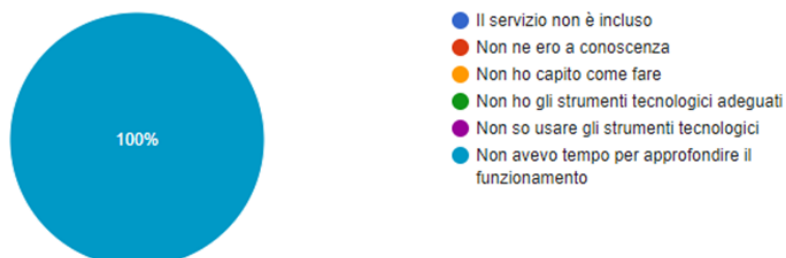 100%
Il servizio non è incluso
Non ne ero a conoscenza
Non ho capito come fare
Non ho gli strumenti tecnologici adeguati
Non so usare gli strumenti tecnologici
Non avevo tempo per approfondire il
funzionamento